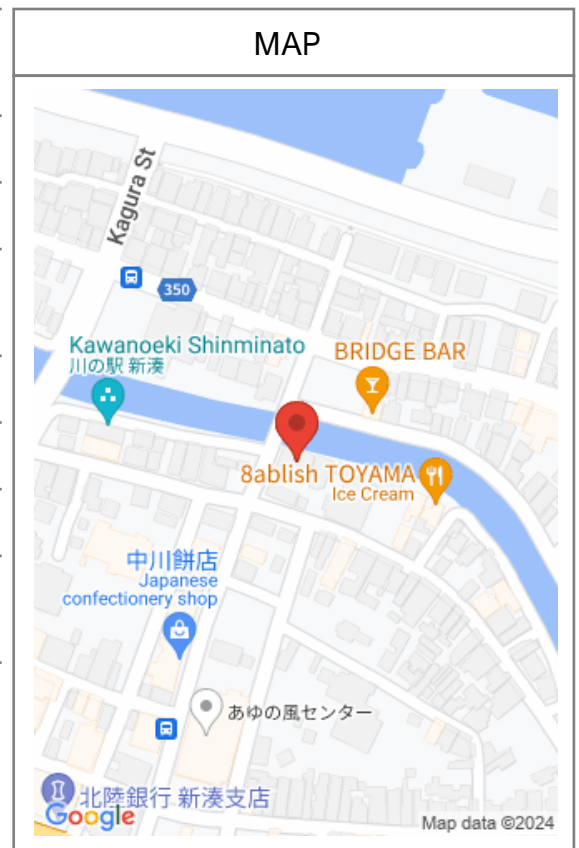 MAP
Kagura St
350
Kawanoeki Shinminato
川の駅 新湊
BRIDGE BAR
8ablish TOYAMA
Ice Cream
中川餅店
Japanese
confectionery shop
あゆの風センター
北陸銀行 新湊支店
Google
Map data ©2024